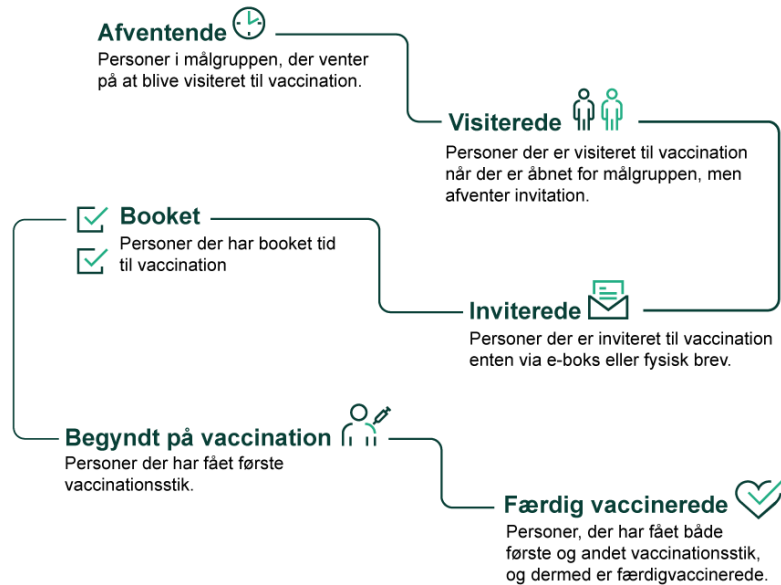 Afventende
Personer i målgruppen, der venter
på at blive visiteret til vaccination.
Visiterede
Personer der er visiteret til vaccination
når der er åbnet for målgruppen, men
afventer invitation.
Inviterede
Personer der er inviteret til vaccination
enten via e-boks eller fysisk brev.
Booket
Personer der har booket tid
til vaccination
Begyndt på vaccination
Personer der har fået første
vaccinationsstik.
Færdig vaccinerede
Personer, der har fået både
første og andet vaccinationsstik,
og dermed er færdigvaccinerede.